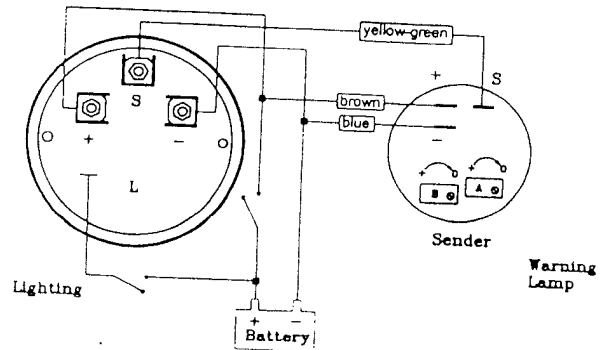 yellow-green
S
+
S
brown
+
-
blue
-
L
+
+
B
A
Sender
Lighting
Warning
Lamp
+
-
Battery